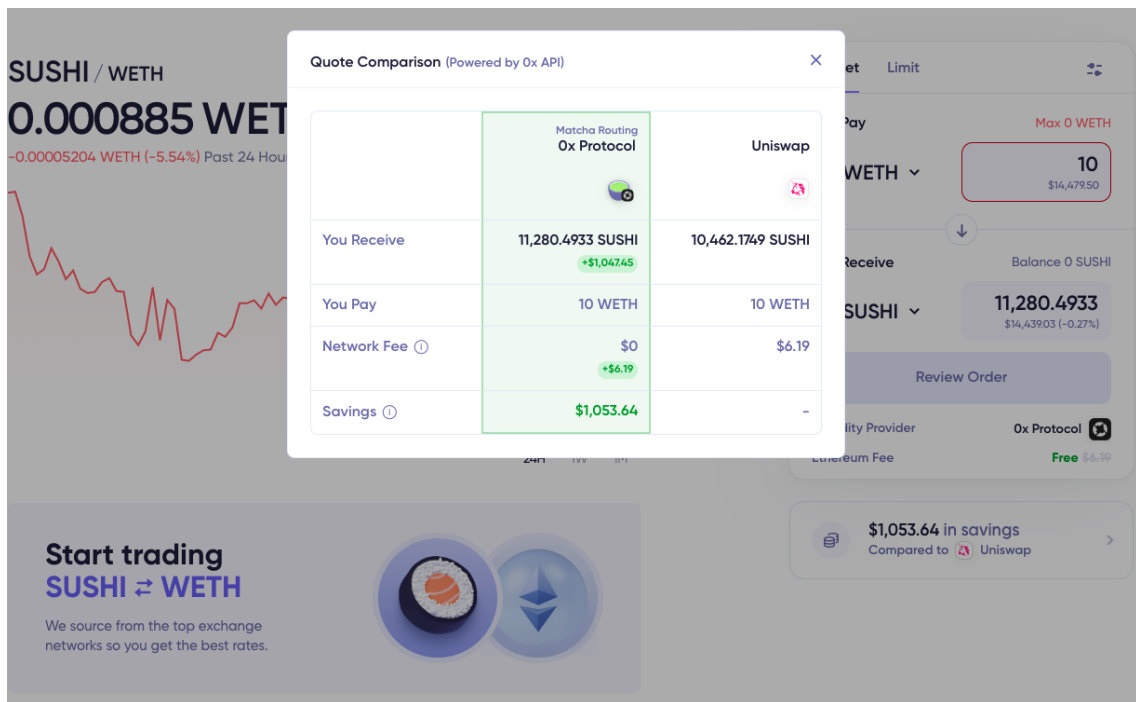 SUSHI / WETH
0.000885 WET
-0.00005204 WETH (-5.54%) Past 24 Hou
Quote Comparison (Powered by 0x API)
Matcha Routing
0x Protocol
Uniswap
You Receive
11,280.4933 SUSHI
10,462.1749 SUSHI
+$1,047.45
You Pay
10 WETH
10 WETH
Network Fee
$0
$6.19
+$6.19
Savings
$1,053.64
-
24H 1W 1M
et
Limit
Pay
Max 0 WETH
WETH
10
$14,479.50
Receive
Balance 0 SUSHI
SUSHI
11,280.4933
$14,439.03 (-0.27%)
Review Order
dity Provider
0x Protocol
Ethereum Fee
Free $6.19
$1,053.64 in savings
Compared to Uniswap
Start trading
SUSHI ⇄ WETH
We source from the top exchange
networks so you get the best rates.